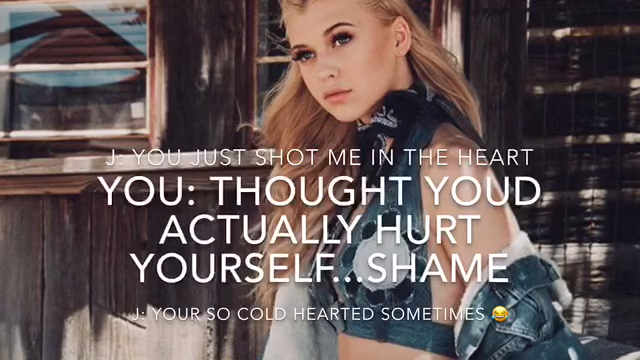 J: YOU JUST SHOT ME IN THE HEART
YOU: THOUGHT YOUD
ACTUALLY HURT
YOURSELF...SHAME
J: YOUR SO COLD HEARTED SOMETIMES 😂